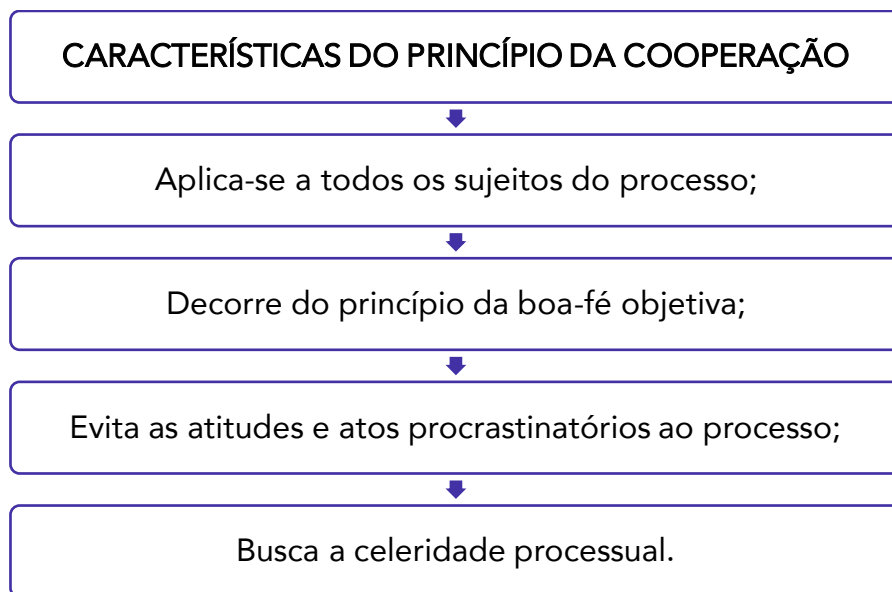 CARACTERÍSTICAS DO PRINCÍPIO DA COOPERAÇÃO
Aplica-se a todos os sujeitos do processo;
Decorre do princípio da boa-fé objetiva;
Evita as atitudes e atos procrastinatórios ao processo;
Busca a celeridade processual.